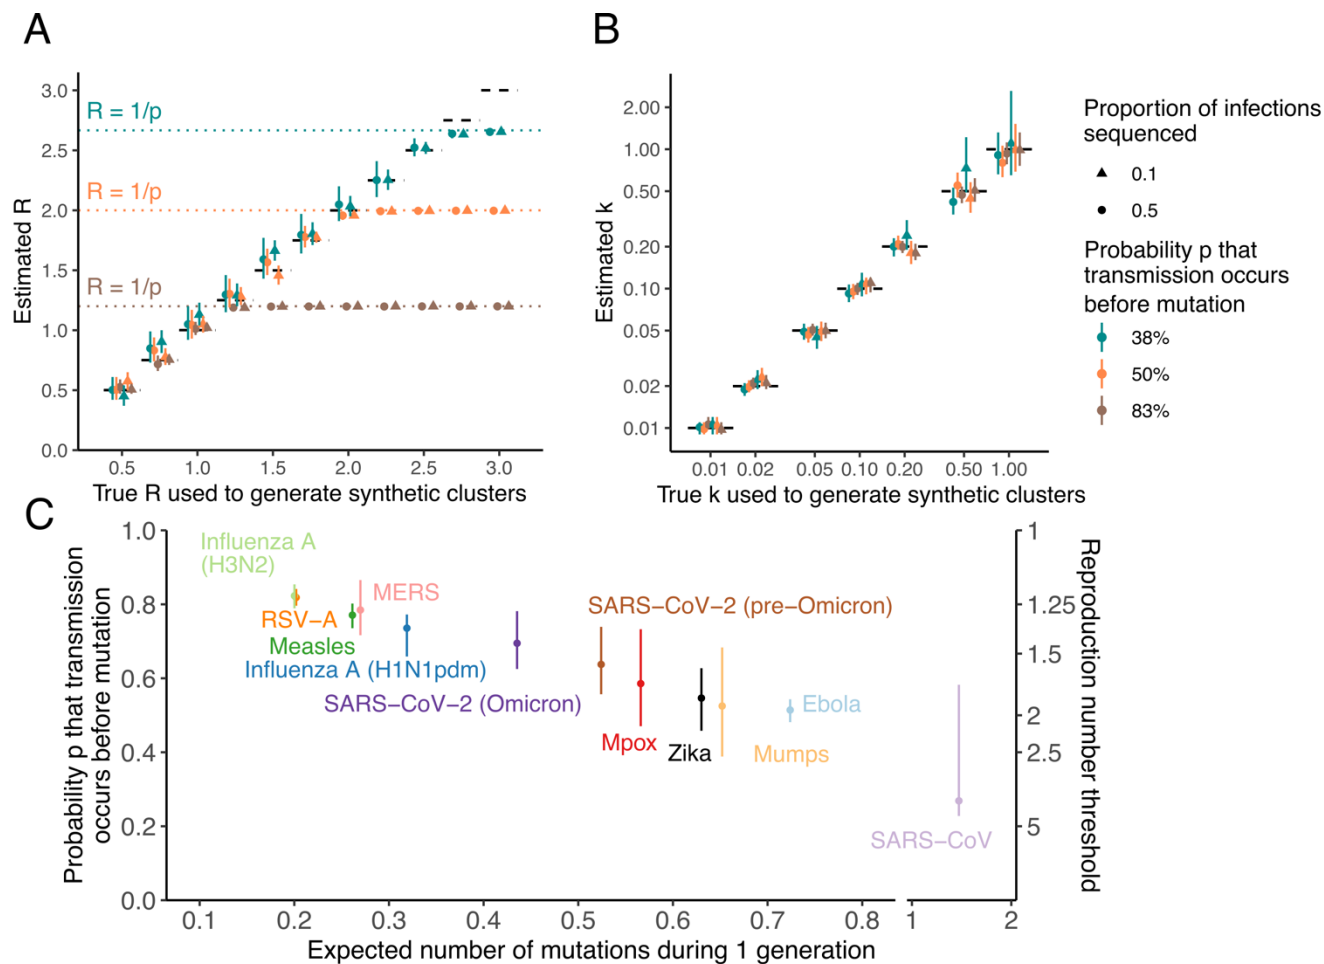 A
B
3.0
2.5
2.0
1.5
1.0
0.5
0.0
Estimated R
R = 1/p
R = 1/p
R = 1/p
0.5 1.0 1.5 2.0 2.5 3.0
True R used to generate synthetic clusters
2.00
1.00
0.50
0.20
0.10
0.05
0.02
0.01
Estimated k
0.01 0.02 0.05 0.10 0.20 0.50 1.00
True k used to generate synthetic clusters
Proportion of infections
sequenced
0.1
0.5
Probability p that
transmission occurs
before mutation
38%
50%
83%
C
1.0
0.8
0.6
0.4
0.2
0.0
Probability p that transmission
occurs before mutation
Influenza A
(H3N2)
RSV−A
MERS
Measles
Influenza A (H1N1pdm)
SARS−CoV−2 (Omicron)
SARS−CoV−2 (pre−Omicron)
Mpox
Zika
Mumps
Ebola
SARS−CoV
1
1.25
1.5
2
2.5
5
Reproduction number threshold
0.1 0.2 0.3 0.4 0.5 0.6 0.7 0.8 1 2
Expected number of mutations during 1 generation